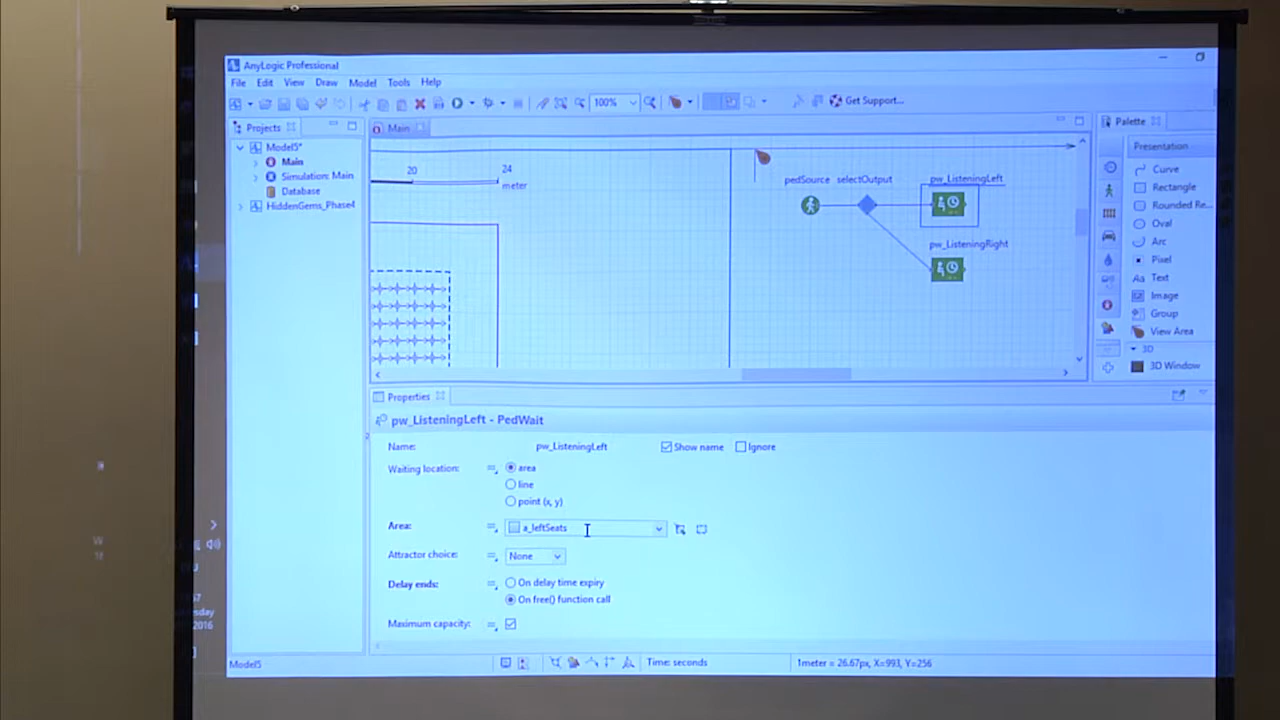 AnyLogic Professional
File Edit View Draw Model Tools Help
100% Get Support...
Projects
Main
Palette
Model5*
Main
Simulation: Main
Database
HiddenGems_Phase4
20
24
meter
pedSource selectOutput pw_ListeningLeft
pw_ListeningRight
Presentation
Curve
Rectangle
Rounded Re...
Oval
Arc
Pixel
Aa Text
Image
Group
View Area
3D
3D Window
Properties
pw_ListeningLeft - PedWait
Name: pw_ListeningLeft Show name Ignore
Waiting location: area
line
point (x, y)
Area: a_leftSeats
Attractor choice: None
Delay ends: On delay time expiry
On free() function call
Maximum capacity:
Model5 Time: seconds 1meter = 26.67px, X=993, Y=256
2016